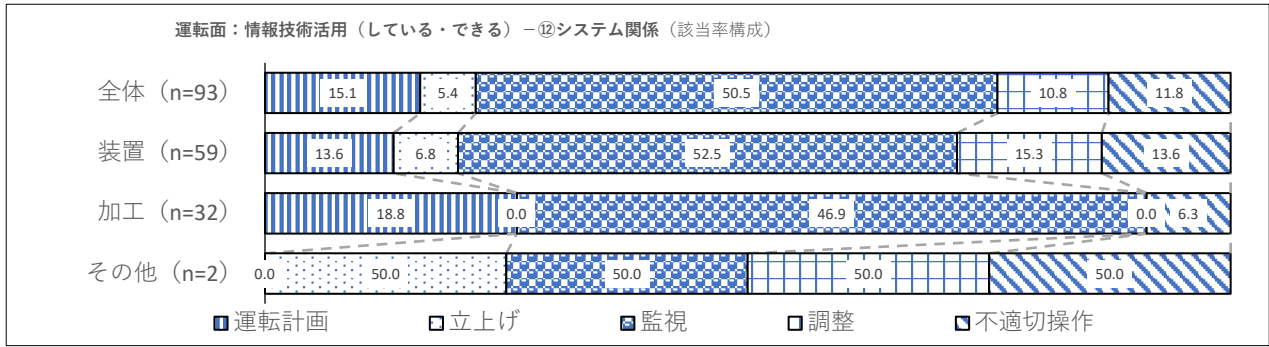 運転面：情報技術活用（している・できる）－⑫システム関係（該当率構成）
全体（n=93） 15.1 5.4 50.5 10.8 11.8
装置（n=59） 13.6 6.8 52.5 15.3 13.6
加工（n=32） 18.8 0.0 46.9 0.0 6.3
その他（n=2） 0.0 50.0 50.0 50.0 50.0
運転計画 立上げ 監視 調整 不適切操作